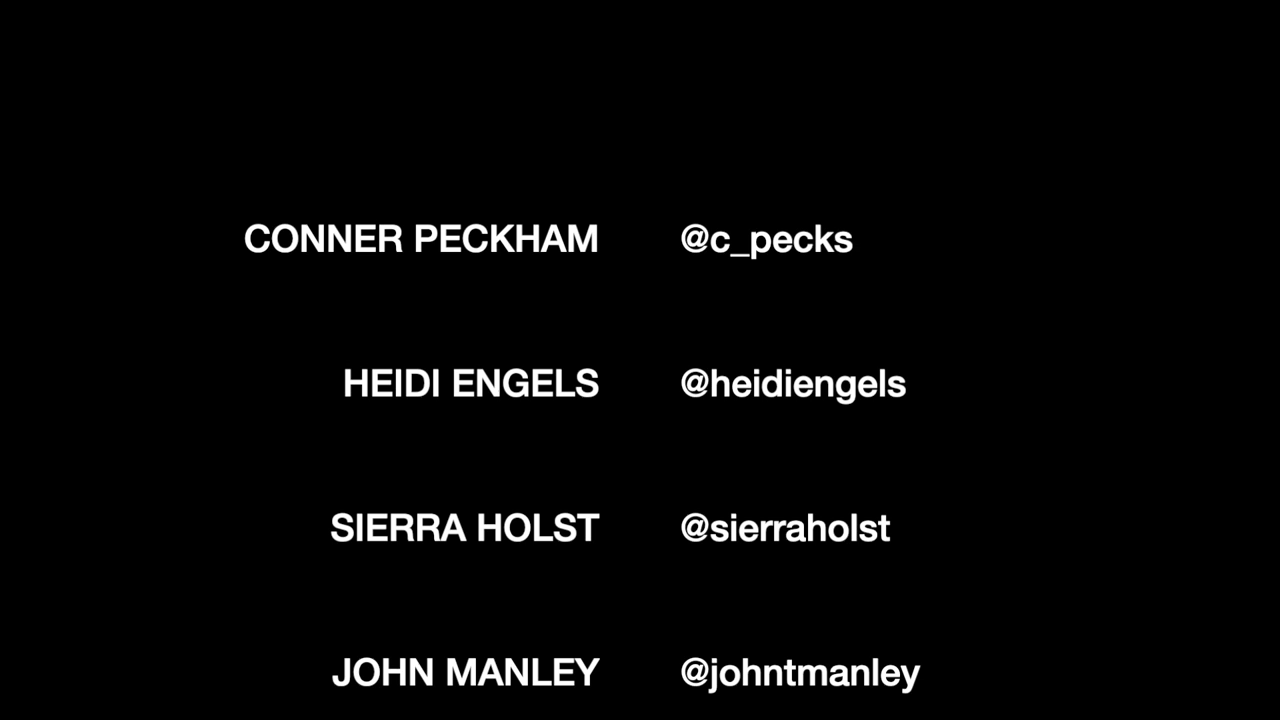 CONNER PECKHAM @c_pecks
HEIDI ENGELS @heidiengels
SIERRA HOLST @sierraholst
JOHN MANLEY @johntmanley